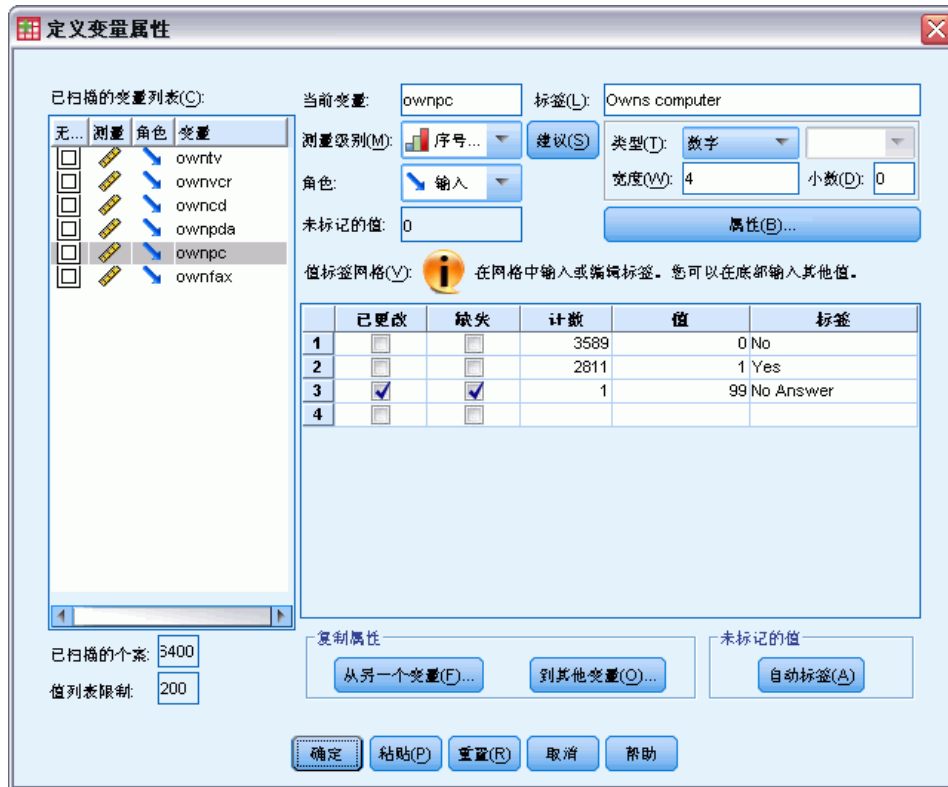 定义变量属性
已扫描的变量列表(C):
无... 测量 角色 变量
owntv
ownvcr
owncd
ownpda
ownpc
ownfax
已扫描的个案: 6400
值列表限制: 200
当前变量: ownpc 标签(L): Owns computer
测量级别(M): 序号... 建议(S) 类型(T): 数字
角色: 输入 宽度(W): 4 小数(D): 0
未标记的值: 0 属性(B)...
值标签网格(V): i 在网格中输入或编辑标签。您可以在底部输入其他值。
已更改 缺失 计数 值 标签
1 3589 0 No
2 2811 1 Yes
3 1 99 No Answer
4
复制属性 未标记的值
从另一个变量(F)... 到其他变量(O)... 自动标签(A)
确定 粘贴(P) 重置(R) 取消 帮助